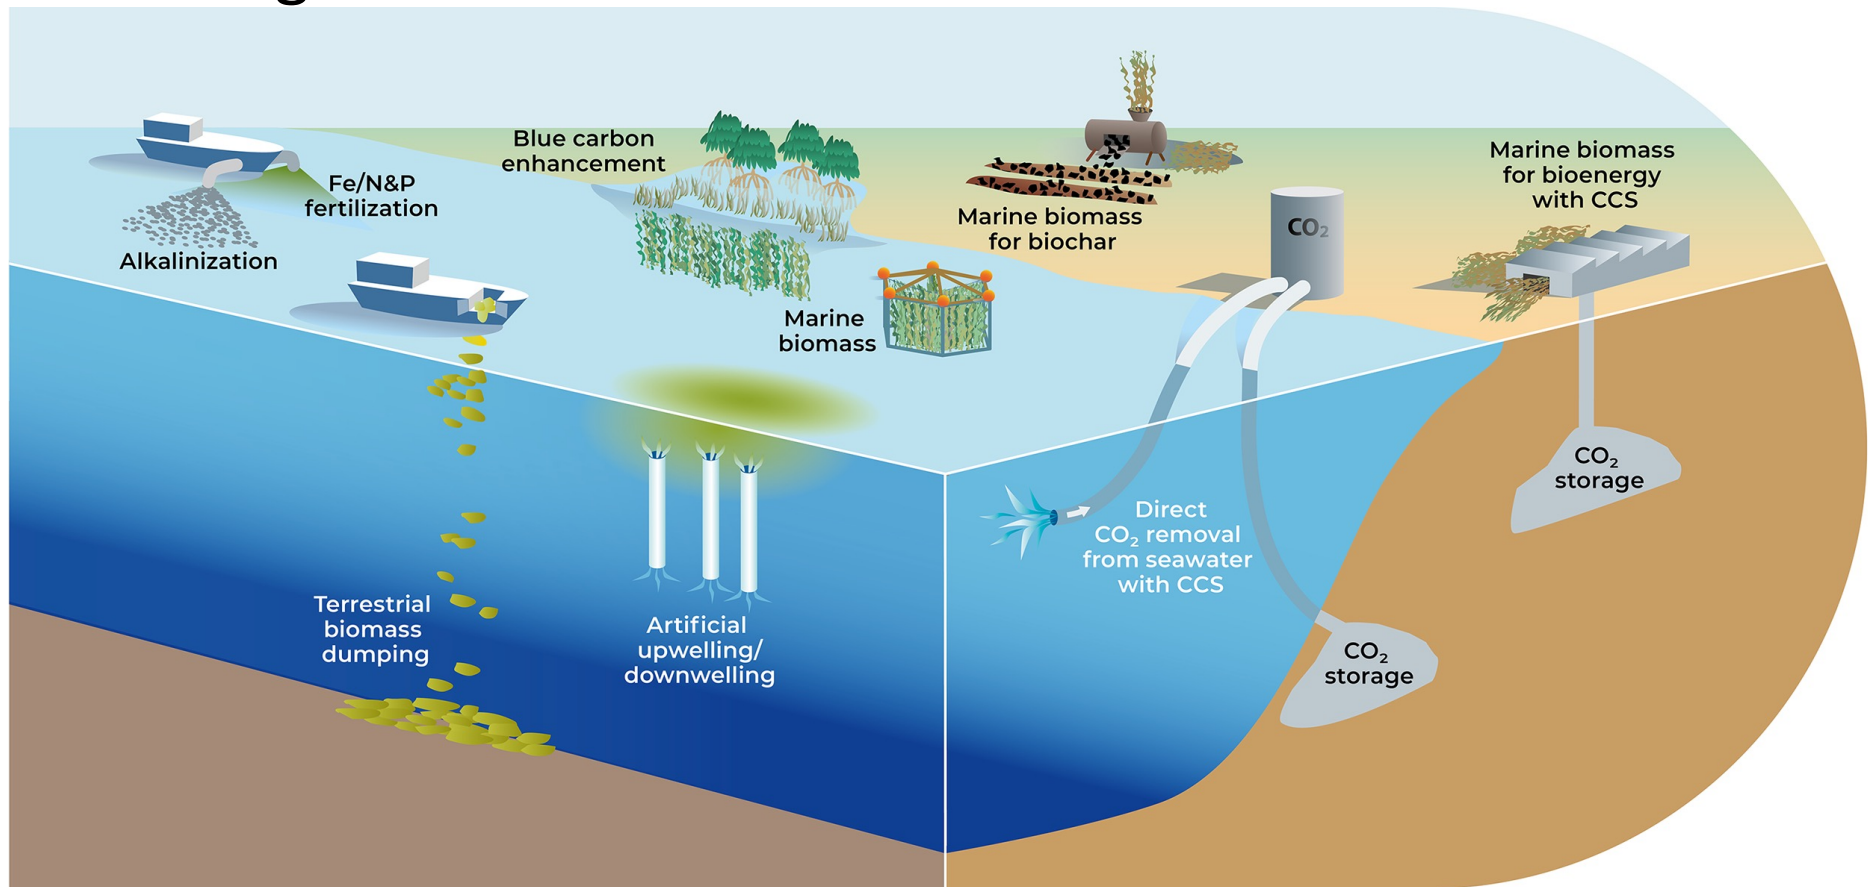 Fe/N&P
fertilization
Alkalinization
Blue carbon
enhancement
Marine biomass
for biochar
CO₂
Marine biomass
for bioenergy
with CCS
Marine
biomass
CO₂
storage
Direct
CO₂ removal
from seawater
with CCS
Terrestrial
biomass
dumping
Artificial
upwelling/
downwelling
CO₂
storage